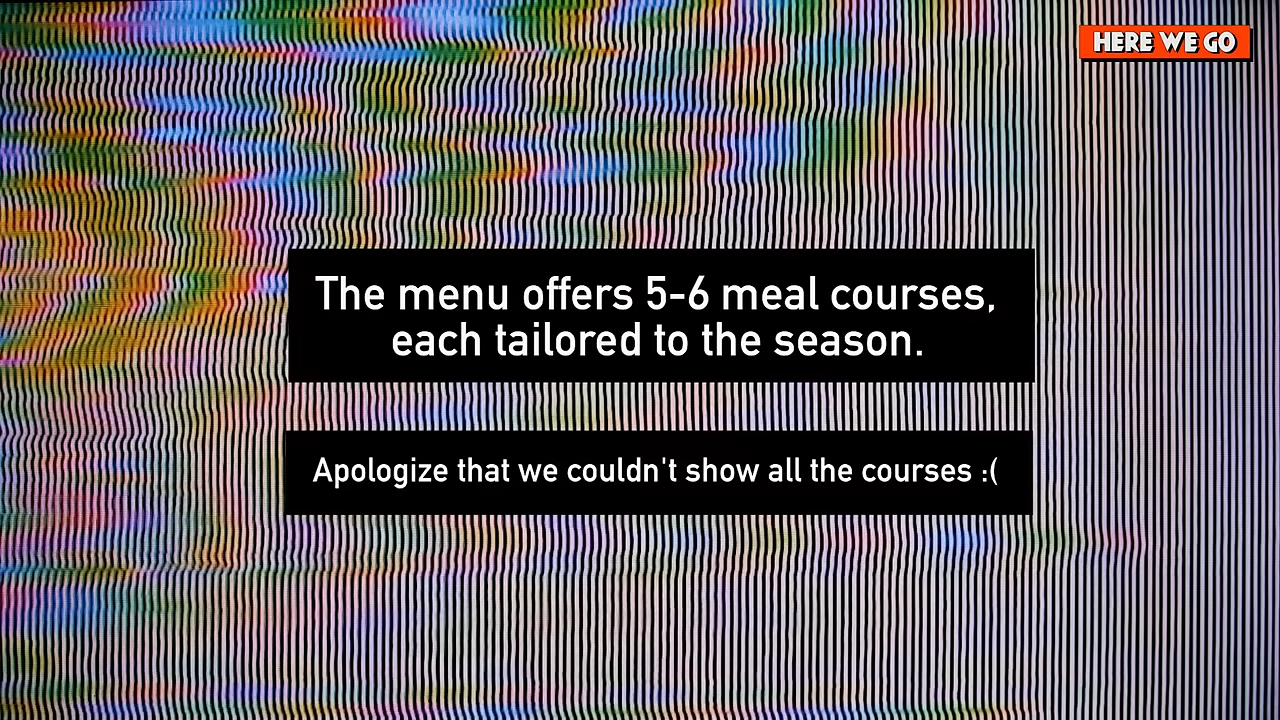 HERE WE GO
The menu offers 5-6 meal courses,
each tailored to the season.
Apologize that we couldn't show all the courses :(